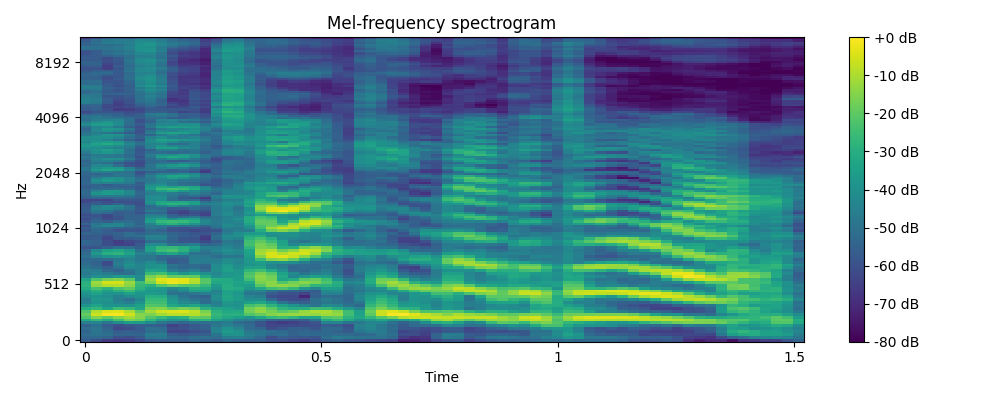 Mel-frequency spectrogram
8192
4096
2048
1024
512
0
Hz
0
0.5
1
1.5
Time
+0 dB
-10 dB
-20 dB
-30 dB
-40 dB
-50 dB
-60 dB
-70 dB
-80 dB